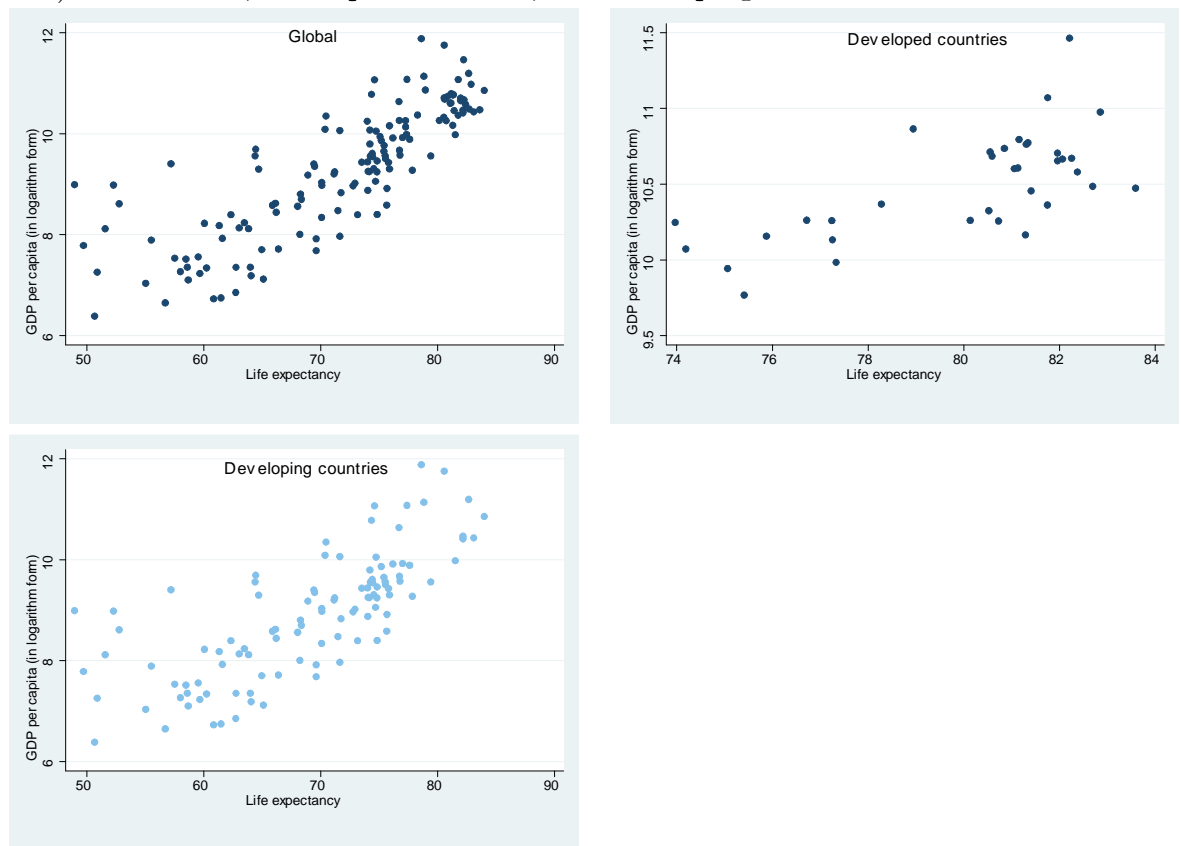 Global
GDP per capita (in logarithm form)
12
10
8
6
50 60 70 80 90
Life expectancy
Developed countries
GDP per capita (in logarithm form)
11.5
11
10.5
10
9.5
74 76 78 80 82 84
Life expectancy
Developing countries
GDP per capita (in logarithm form)
12
10
8
6
50 60 70 80 90
Life expectancy